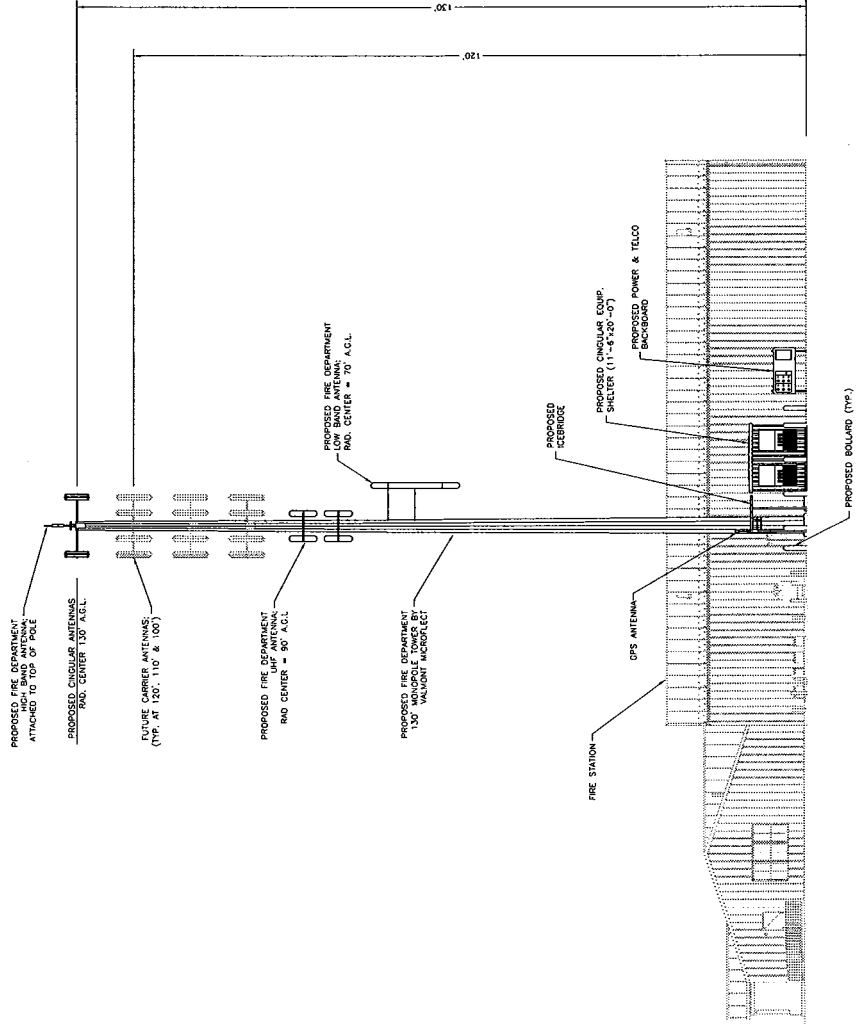 130'
120'
PROPOSED FIRE DEPARTMENT
HIGH BAND ANTENNA;
ATTACHED TO TOP OF POLE
PROPOSED CINGULAR ANTENNAS
RAD. CENTER 130' A.G.L.
FUTURE CARRIER ANTENNAS;
(TYP. AT 120', 110' & 100')
PROPOSED FIRE DEPARTMENT
UHF ANTENNA;
RAD CENTER = 90' A.G.L
PROPOSED FIRE DEPARTMENT
LOW BAND ANTENNA;
RAD. CENTER = 70' A.G.L.
PROPOSED FIRE DEPARTMENT
130' MONOPOLE TOWER BY
VALMONT MICROFLECT
PROPOSED
ICEBRIDGE
PROPOSED CINGULAR EQUIP.
SHELTER (11'-6"x20'-0")
PROPOSED POWER & TELCO
BACKBOARD
GPS ANTENNA
FIRE STATION
PROPOSED BOLLARD (TYP.)